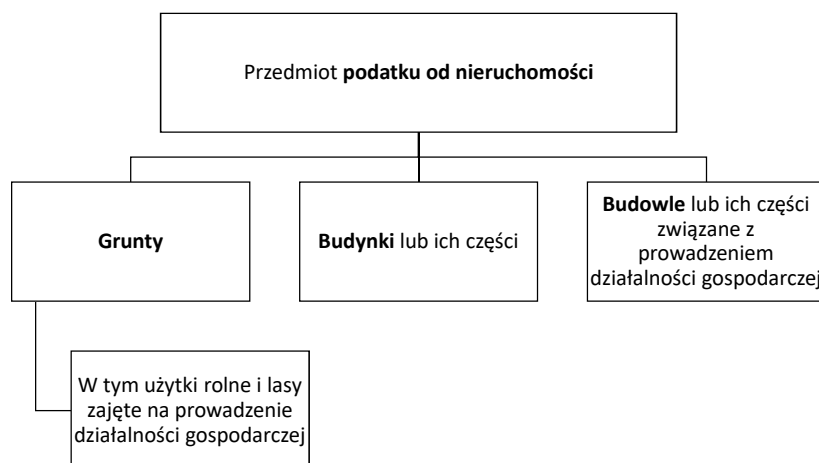 Przedmiot podatku od nieruchomości
Grunty
Budynki lub ich części
Budowle lub ich części
związane z
prowadzeniem
działalności gospodarczej
W tym użytki rolne i lasy
zajęte na prowadzenie
działalności gospodarczej